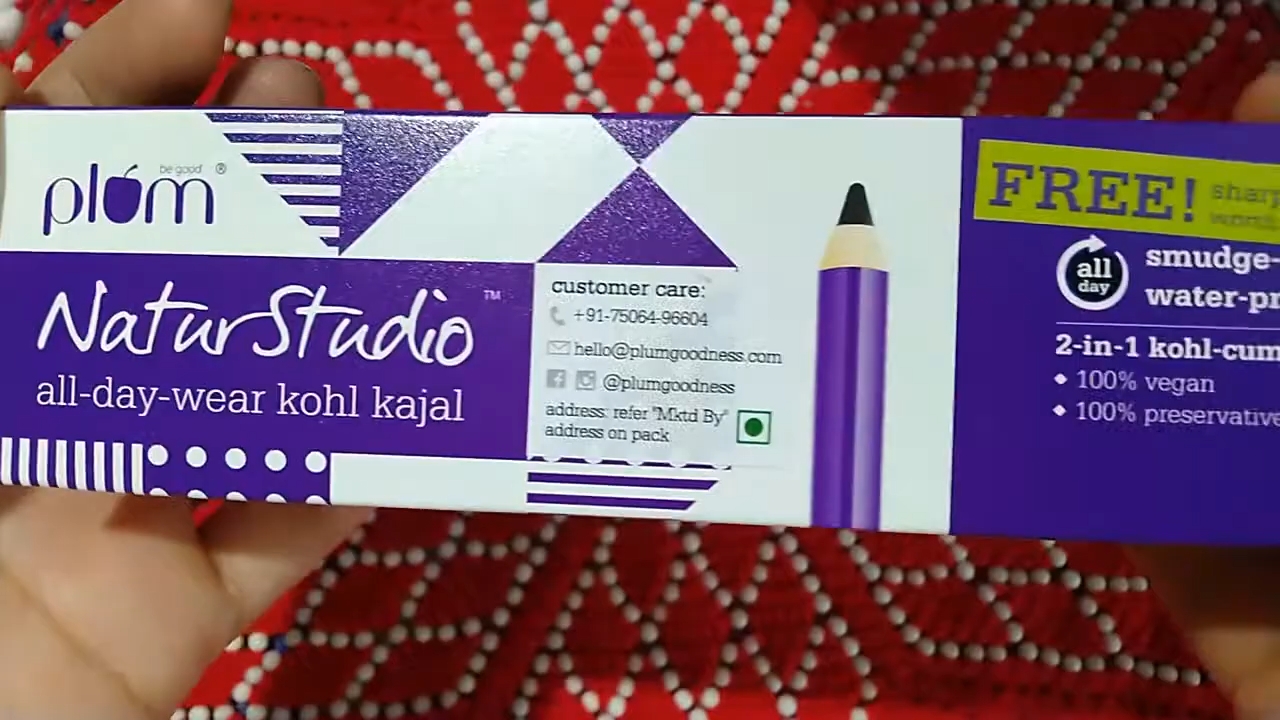 be good ®
plum
NaturStudio ™
all-day-wear kohl kajal
customer care:
+91-75064-96604
hello@plumgoodness.com
@plumgoodness
address: refer "Mktd By"
address on pack
FREE!
all
day
smudge-
water-pr
2-in-1 kohl-cum
100% vegan
100% preservative